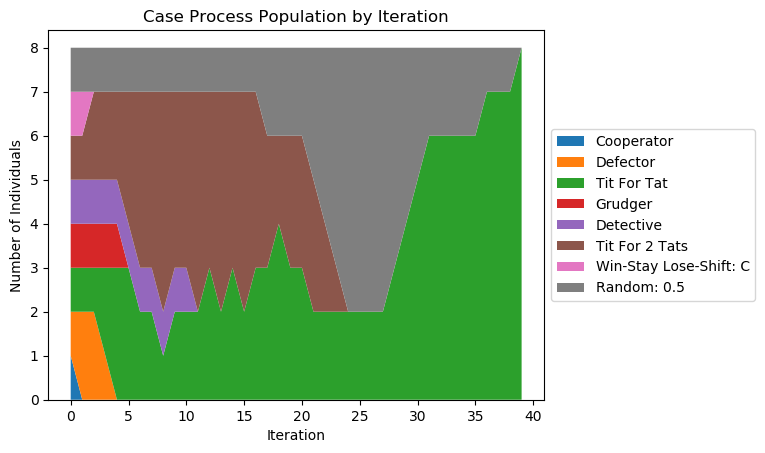 Case Process Population by Iteration
Number of Individuals
8
7
6
5
4
3
2
1
0
0 5 10 15 20 25 30 35 40
Iteration
Cooperator
Defector
Tit For Tat
Grudger
Detective
Tit For 2 Tats
Win-Stay Lose-Shift: C
Random: 0.5